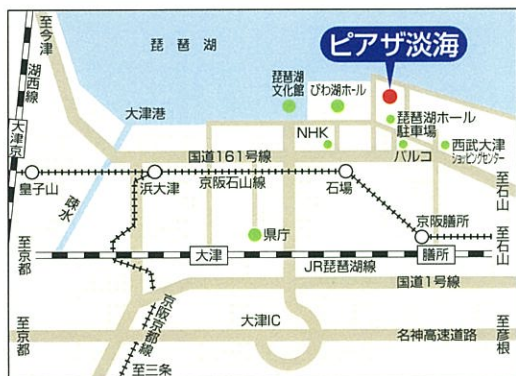 至今津
琵琶湖
ピアザ淡海
湖西線
琵琶湖
文化館
びわ湖ホール
大津港
琵琶湖ホール
駐車場
大津京
NHK
パルコ
西武大津
ショッピングセンター
国道161号線
皇子山
浜大津
京阪石山線
石場
至石山
疎水
京阪膳所
県庁
至京都
大津
膳所
至石山
JR琵琶湖線
国道1号線
京阪京都線
大津IC
至京都
名神高速道路
至彦根
至三条